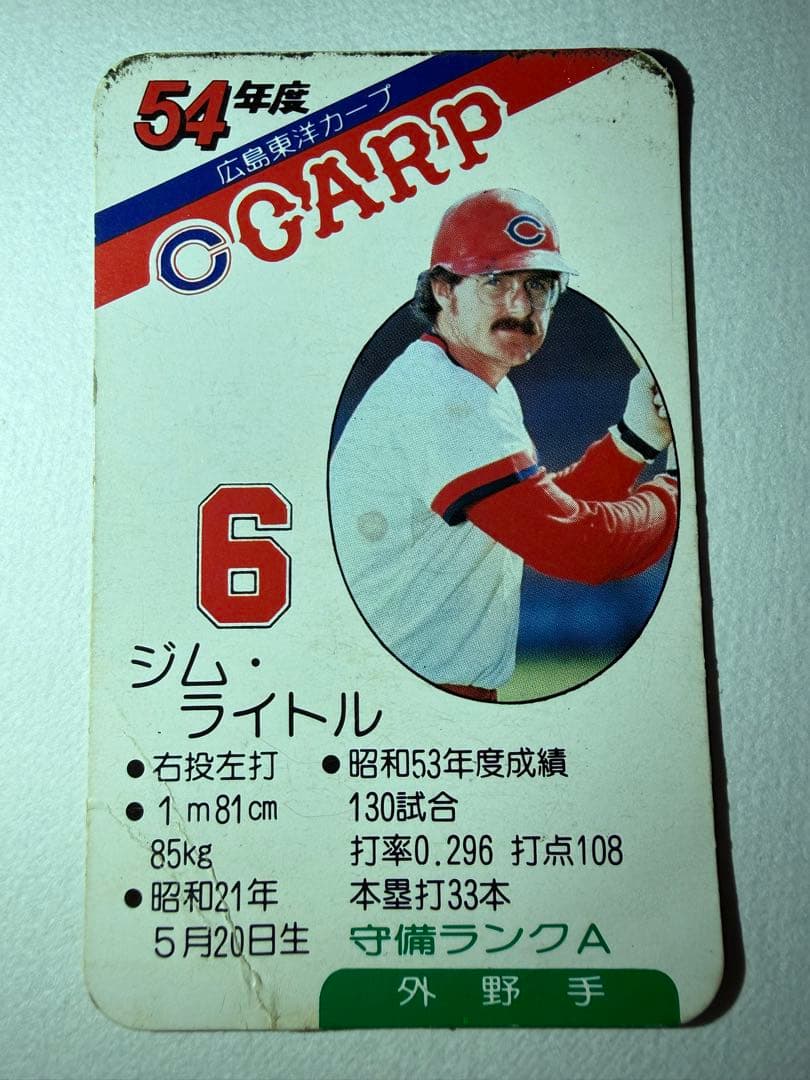 54年度
広島東洋カープ
C CARP
C
6
ジム・
ライトル
●右投左打
●1m81cm
85kg
●昭和21年
5月20日生
●昭和53年度成績
130試合
打率0.296 打点108
本塁打33本
守備ランクA
外野手